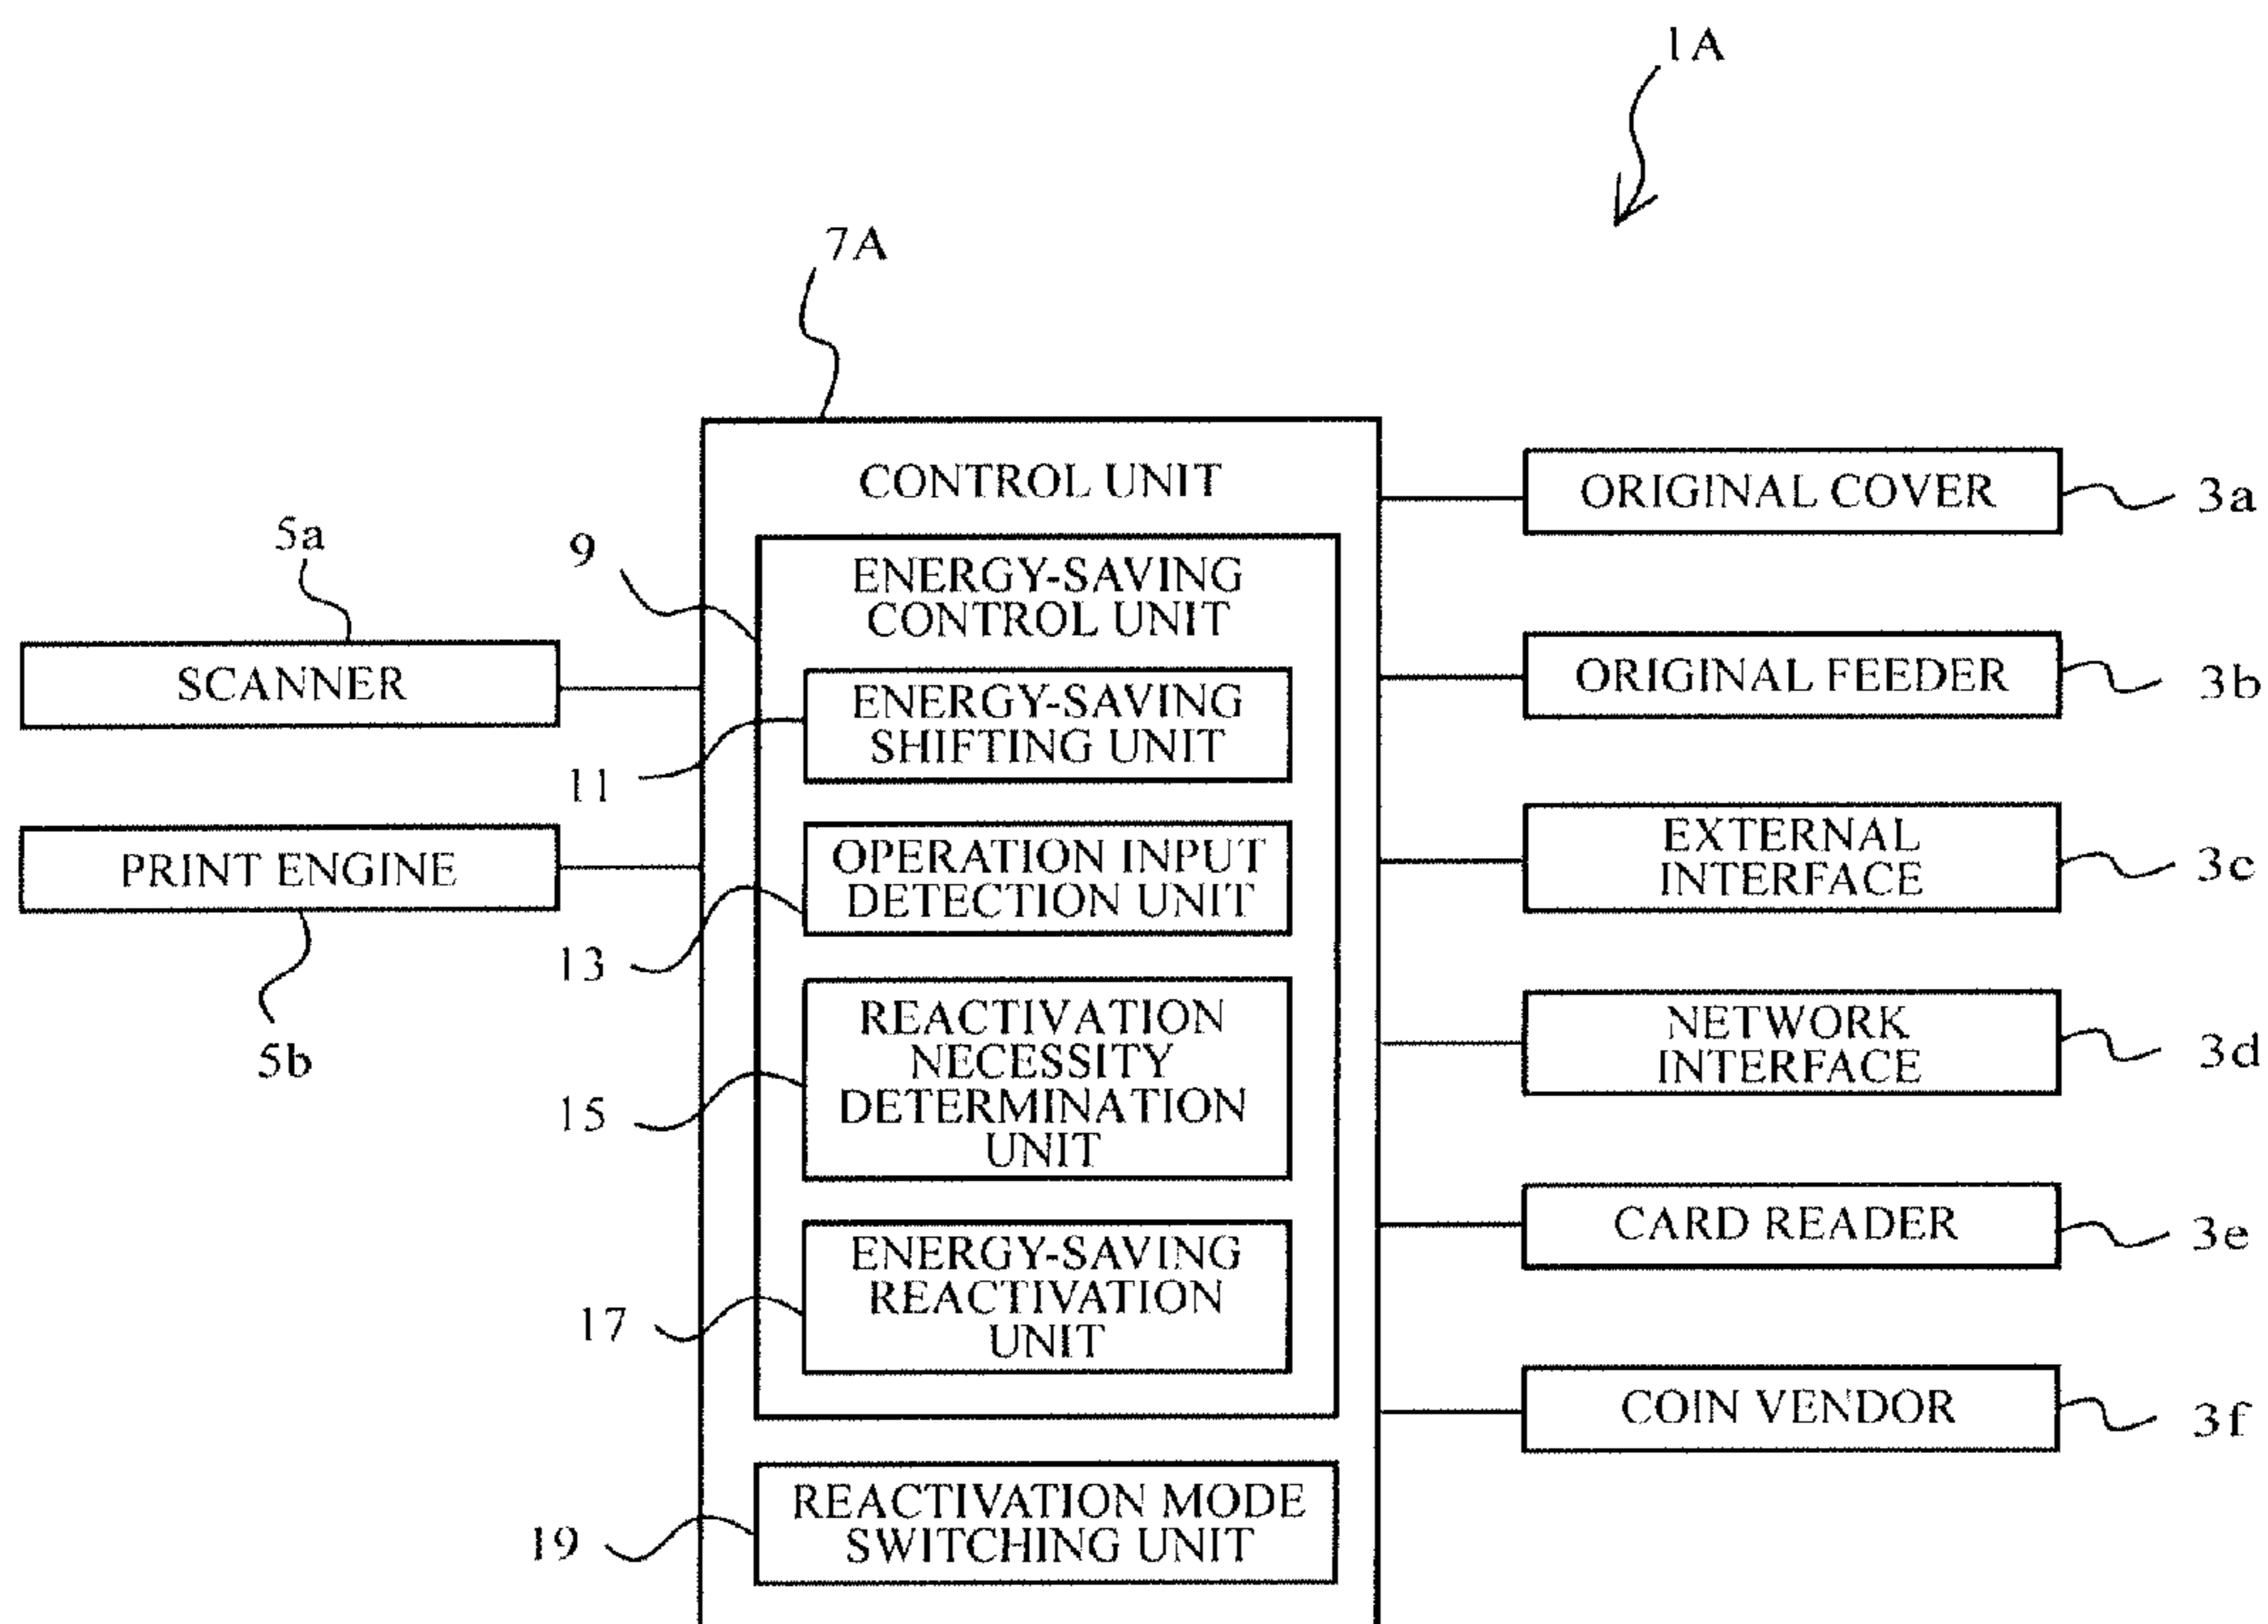 1A
7A
CONTROL UNIT
9
ENERGY-SAVING
CONTROL UNIT
11
ENERGY-SAVING
SHIFTING UNIT
13
OPERATION INPUT
DETECTION UNIT
15
REACTIVATION
NECESSITY
DETERMINATION
UNIT
17
ENERGY-SAVING
REACTIVATION
UNIT
19
REACTIVATION MODE
SWITCHING UNIT
5a
SCANNER
PRINT ENGINE
5b
ORIGINAL COVER
3a
ORIGINAL FEEDER
3b
EXTERNAL
INTERFACE
3c
NETWORK
INTERFACE
3d
CARD READER
3e
COIN VENDOR
3f